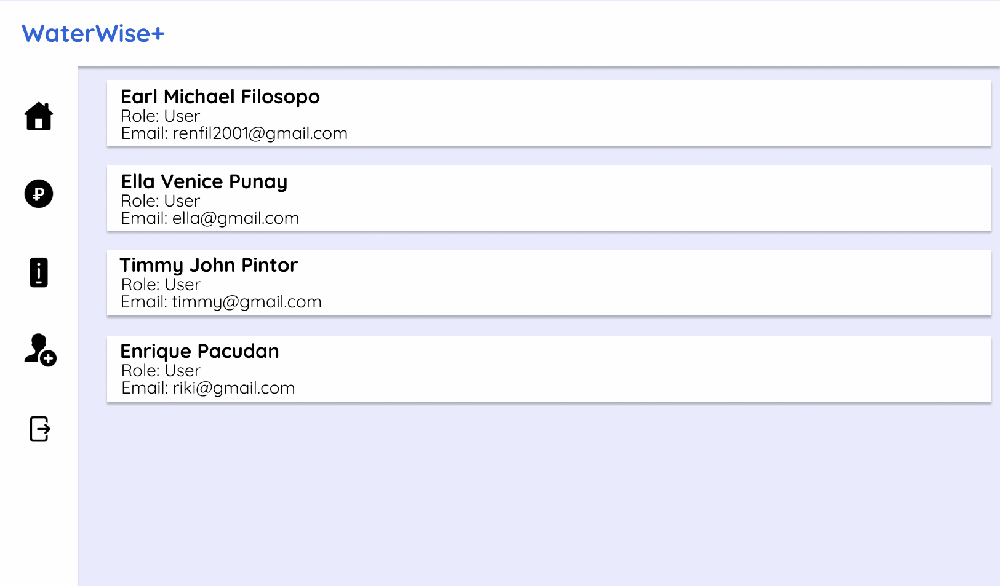 WaterWise+
Earl Michael Filosopo
Role: User
Email: renfil2001@gmail.com
Ella Venice Punay
Role: User
Email: ella@gmail.com
Timmy John Pintor
Role: User
Email: timmy@gmail.com
Enrique Pacudan
Role: User
Email: riki@gmail.com